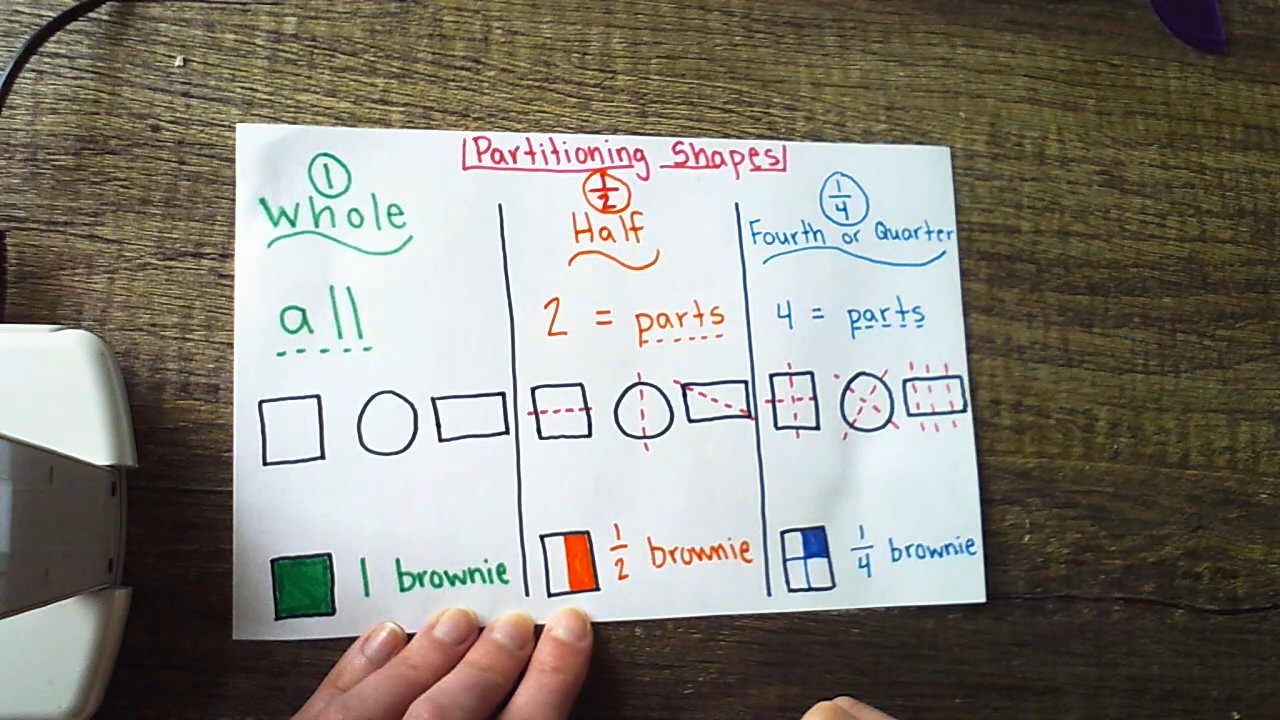 Partitioning Shapes
1
Whole
all
1 brownie
1/2
Half
2 = parts
1/2 brownie
1/4
Fourth or Quarter
4 = parts
1/4 brownie